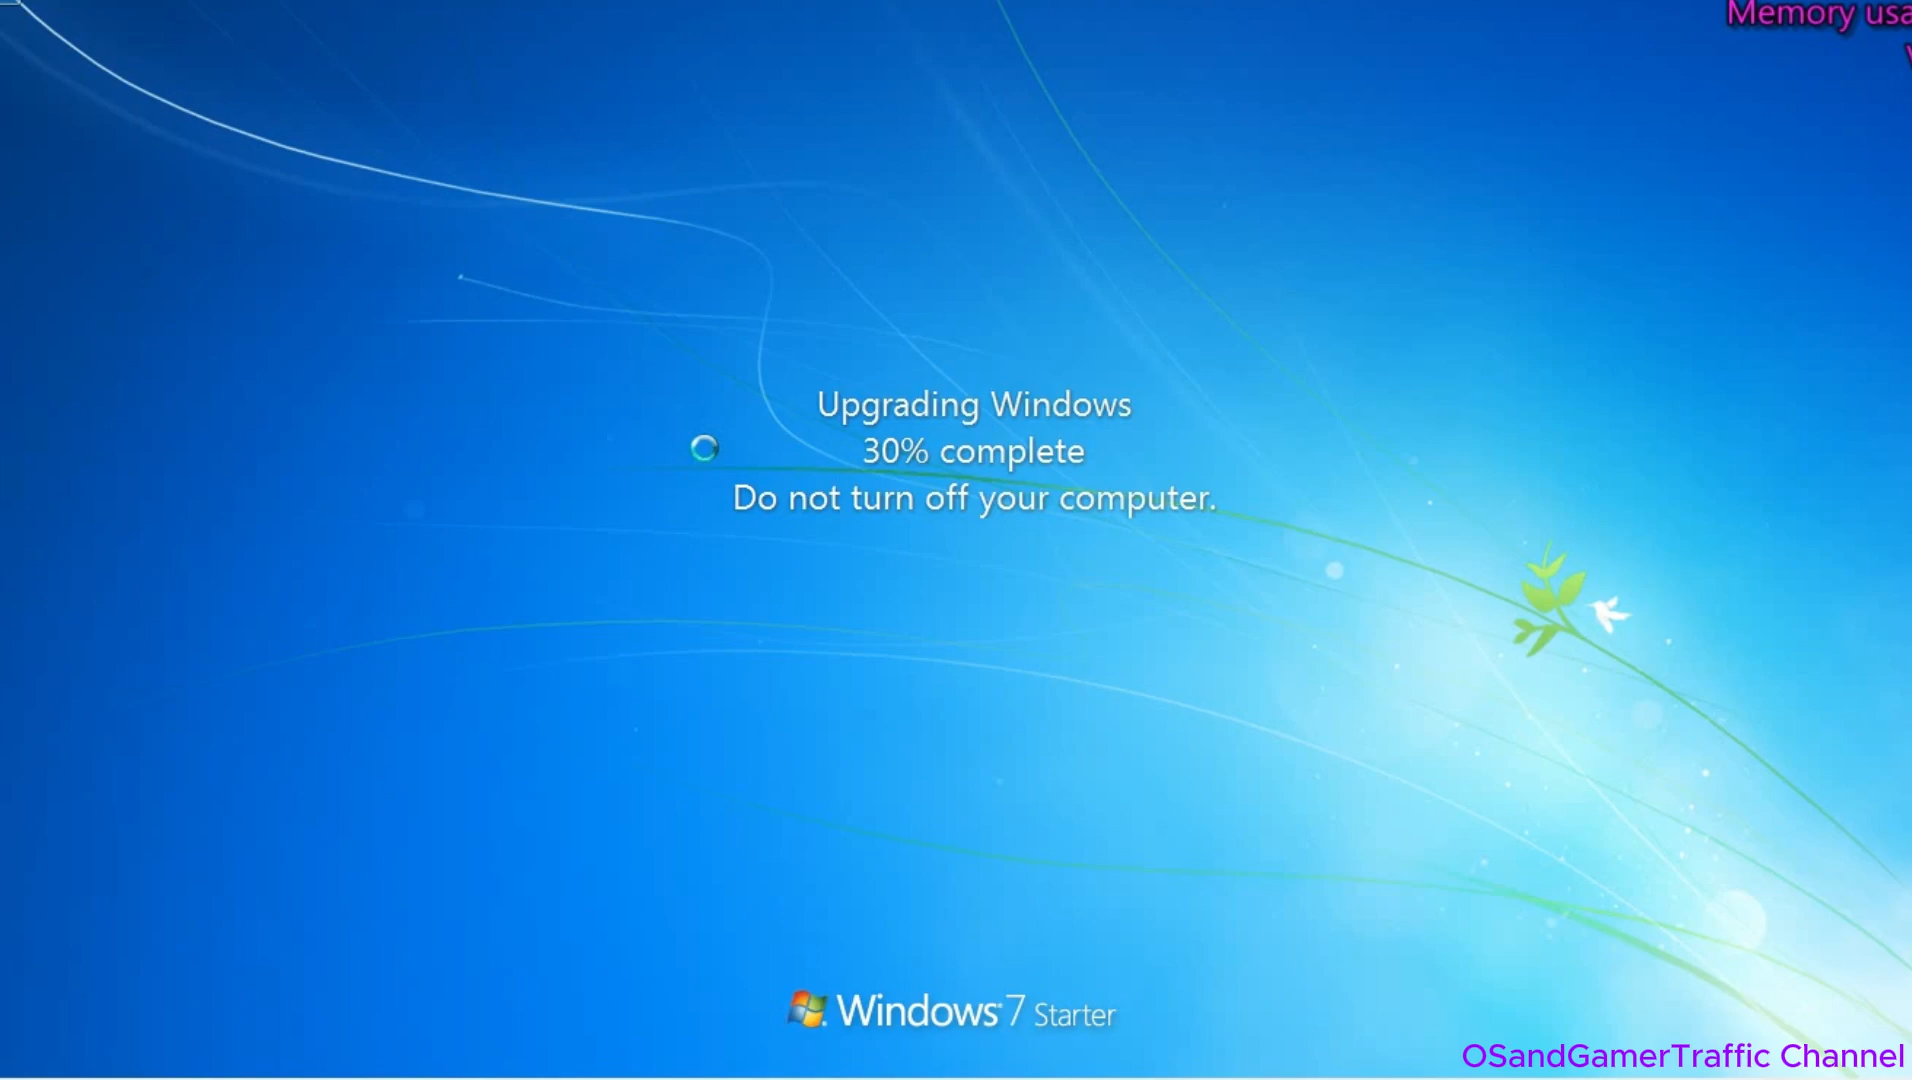 Memory usa
Upgrading Windows
30% complete
Do not turn off your computer.
Windows 7 Starter
OSandGamerTraffic Channel